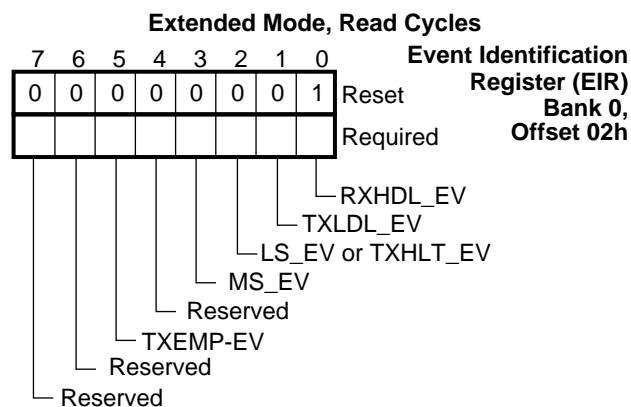 Extended Mode, Read Cycles
7 6 5 4 3 2 1 0
Event Identification
Register (EIR)
Bank 0,
Offset 02h
0 0 0 0 0 0 0 1 Reset
Required
RXHDL_EV
TXLDL_EV
LS_EV or TXHLT_EV
MS_EV
Reserved
TXEMP-EV
Reserved
Reserved